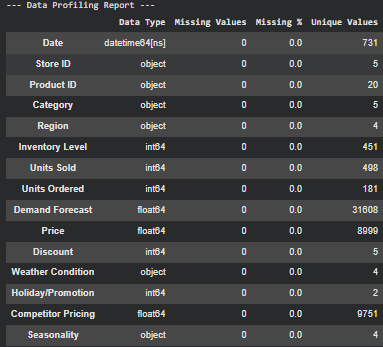 --- Data Profiling Report ---
Data Type Missing Values Missing % Unique Values
Date datetime64[ns] 0 0.0 731
Store ID object 0 0.0 5
Product ID object 0 0.0 20
Category object 0 0.0 5
Region object 0 0.0 4
Inventory Level int64 0 0.0 451
Units Sold int64 0 0.0 498
Units Ordered int64 0 0.0 181
Demand Forecast float64 0 0.0 31608
Price float64 0 0.0 8999
Discount int64 0 0.0 5
Weather Condition object 0 0.0 4
Holiday/Promotion int64 0 0.0 2
Competitor Pricing float64 0 0.0 9751
Seasonality object 0 0.0 4